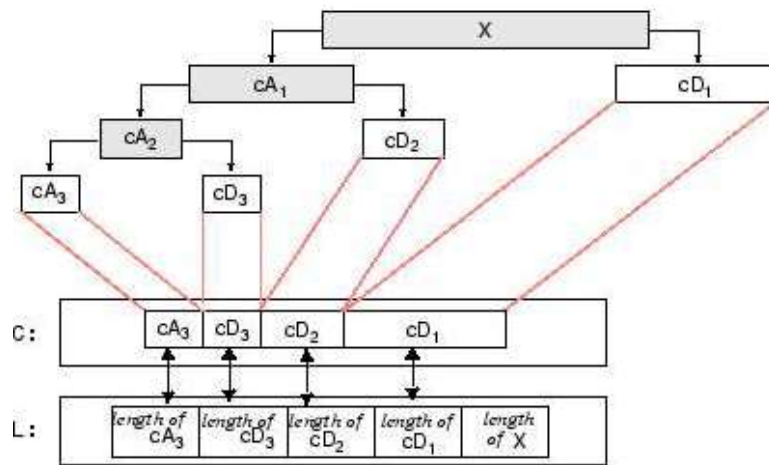 X
cA₁
cD₁
cA₂
cD₂
cA₃
cD₃
C: cA₃ cD₃ cD₂ cD₁
L: length of cA₃ length of cD₃ length of cD₂ length of cD₁ length of X